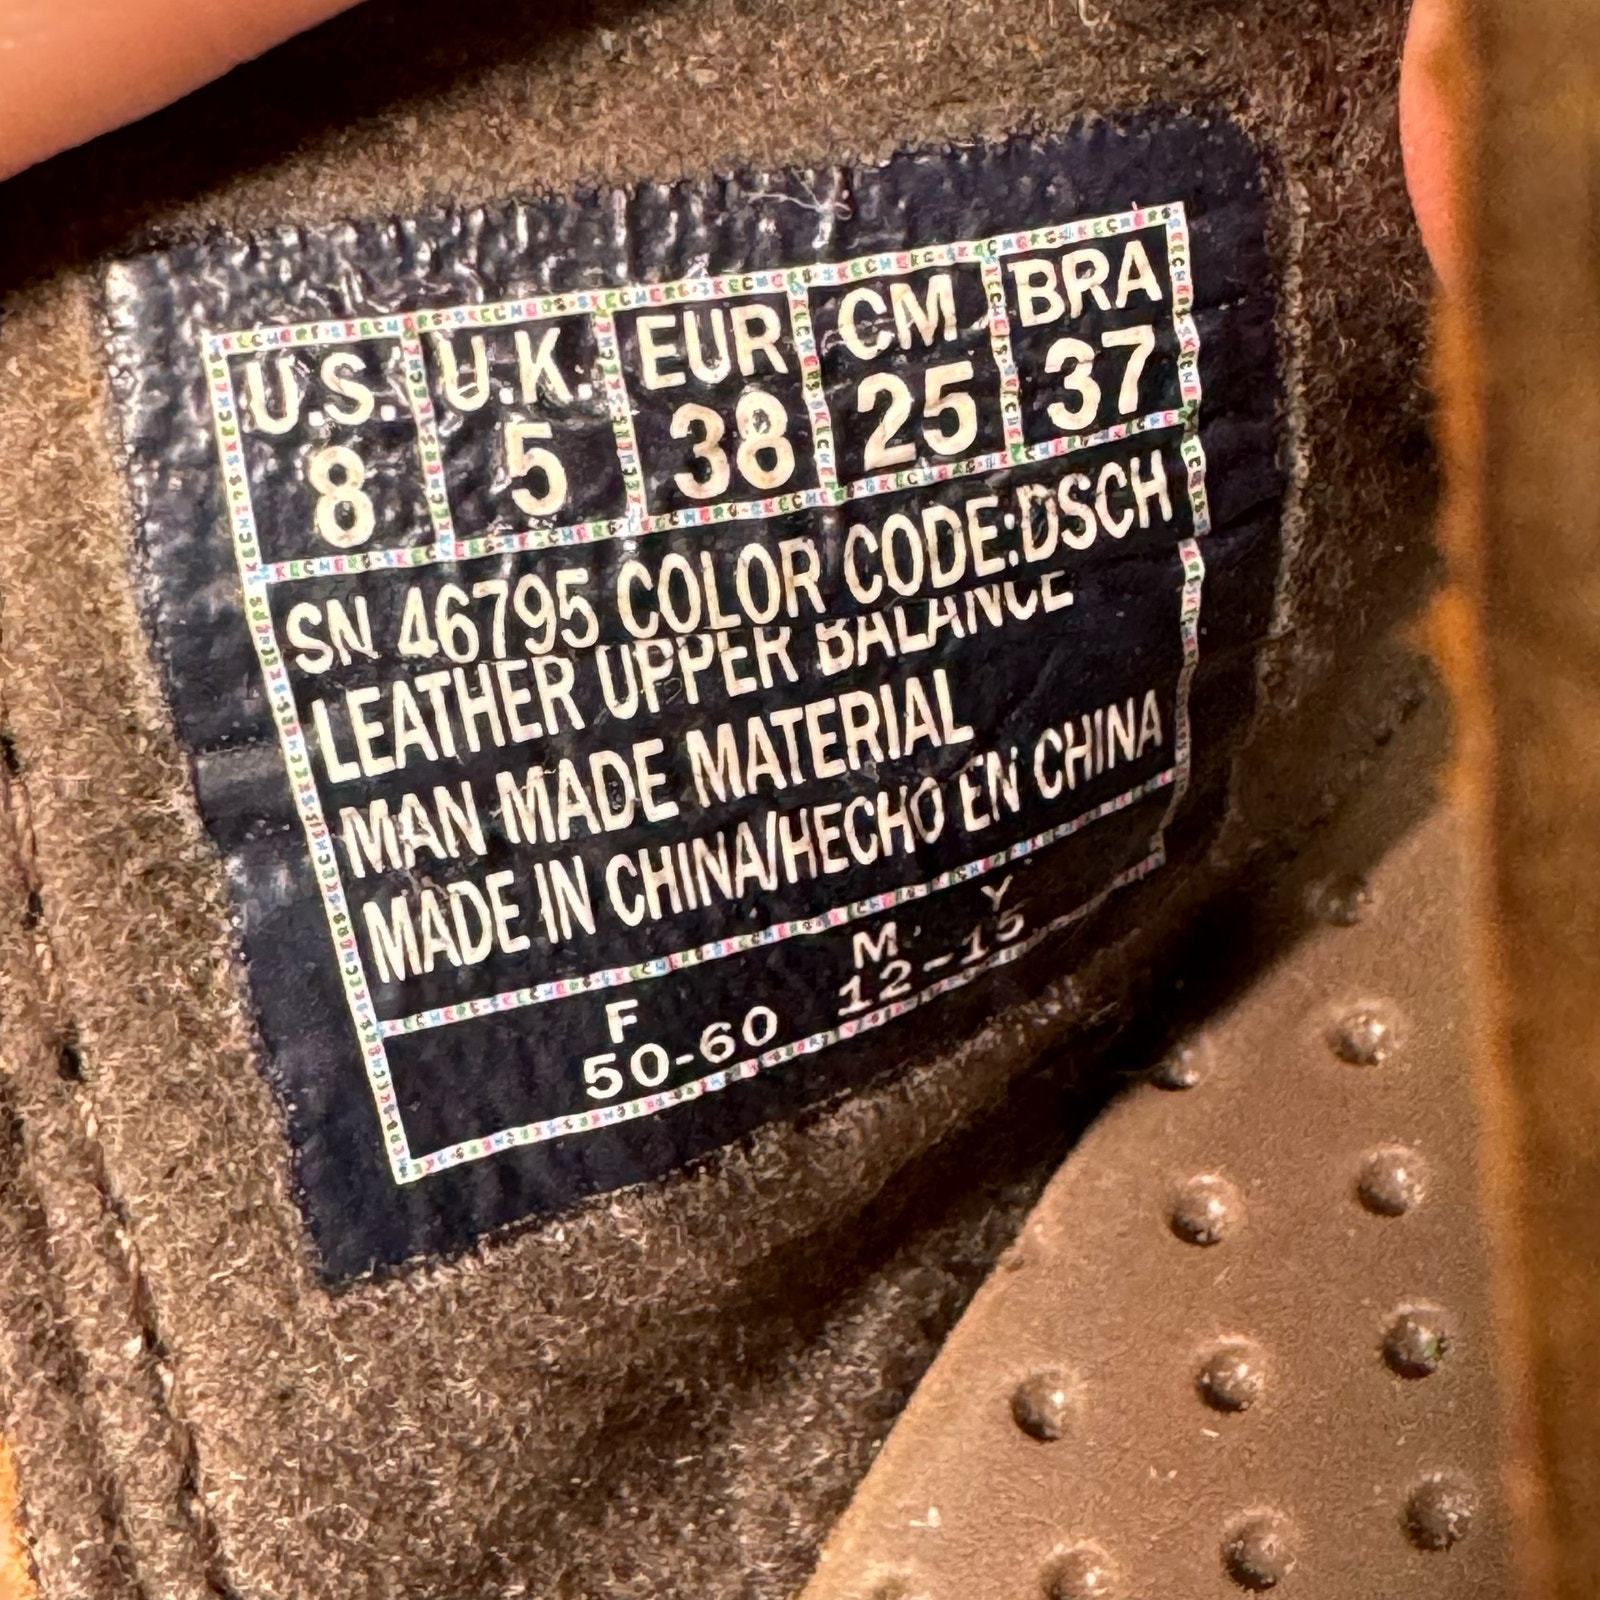 U.S. U.K. EUR CM BRA
8 5 38 25 37
SN 46795 COLOR CODE:DSCH
LEATHER UPPER BALANCE
MAN MADE MATERIAL
MADE IN CHINA/HECHO EN CHINA
F M Y
50-60 12-15